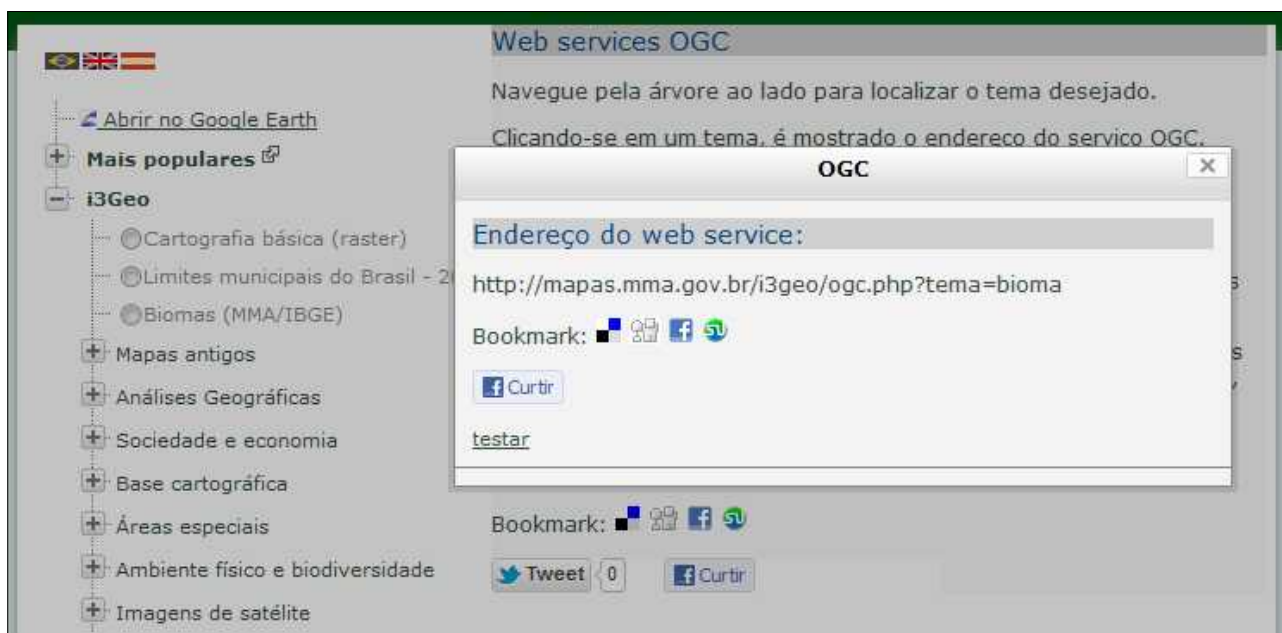 Web services OGC
Navegue pela árvore ao lado para localizar o tema desejado.
Clicando-se em um tema, é mostrado o endereço do serviço OGC.
Abrir no Google Earth
Mais populares
i3Geo
Cartografia básica (raster)
Limites municipais do Brasil -
Biomas (MMA/IBGE)
Mapas antigos
Análises Geográficas
Sociedade e economia
Base cartográfica
Áreas especiais
Ambiente físico e biodiversidade
Imagens de satélite
OGC
Endereço do web service:
http://mapas.mma.gov.br/i3geo/ogc.php?tema=bioma
Bookmark:
Curtir
testar
Bookmark:
Tweet 0 Curtir